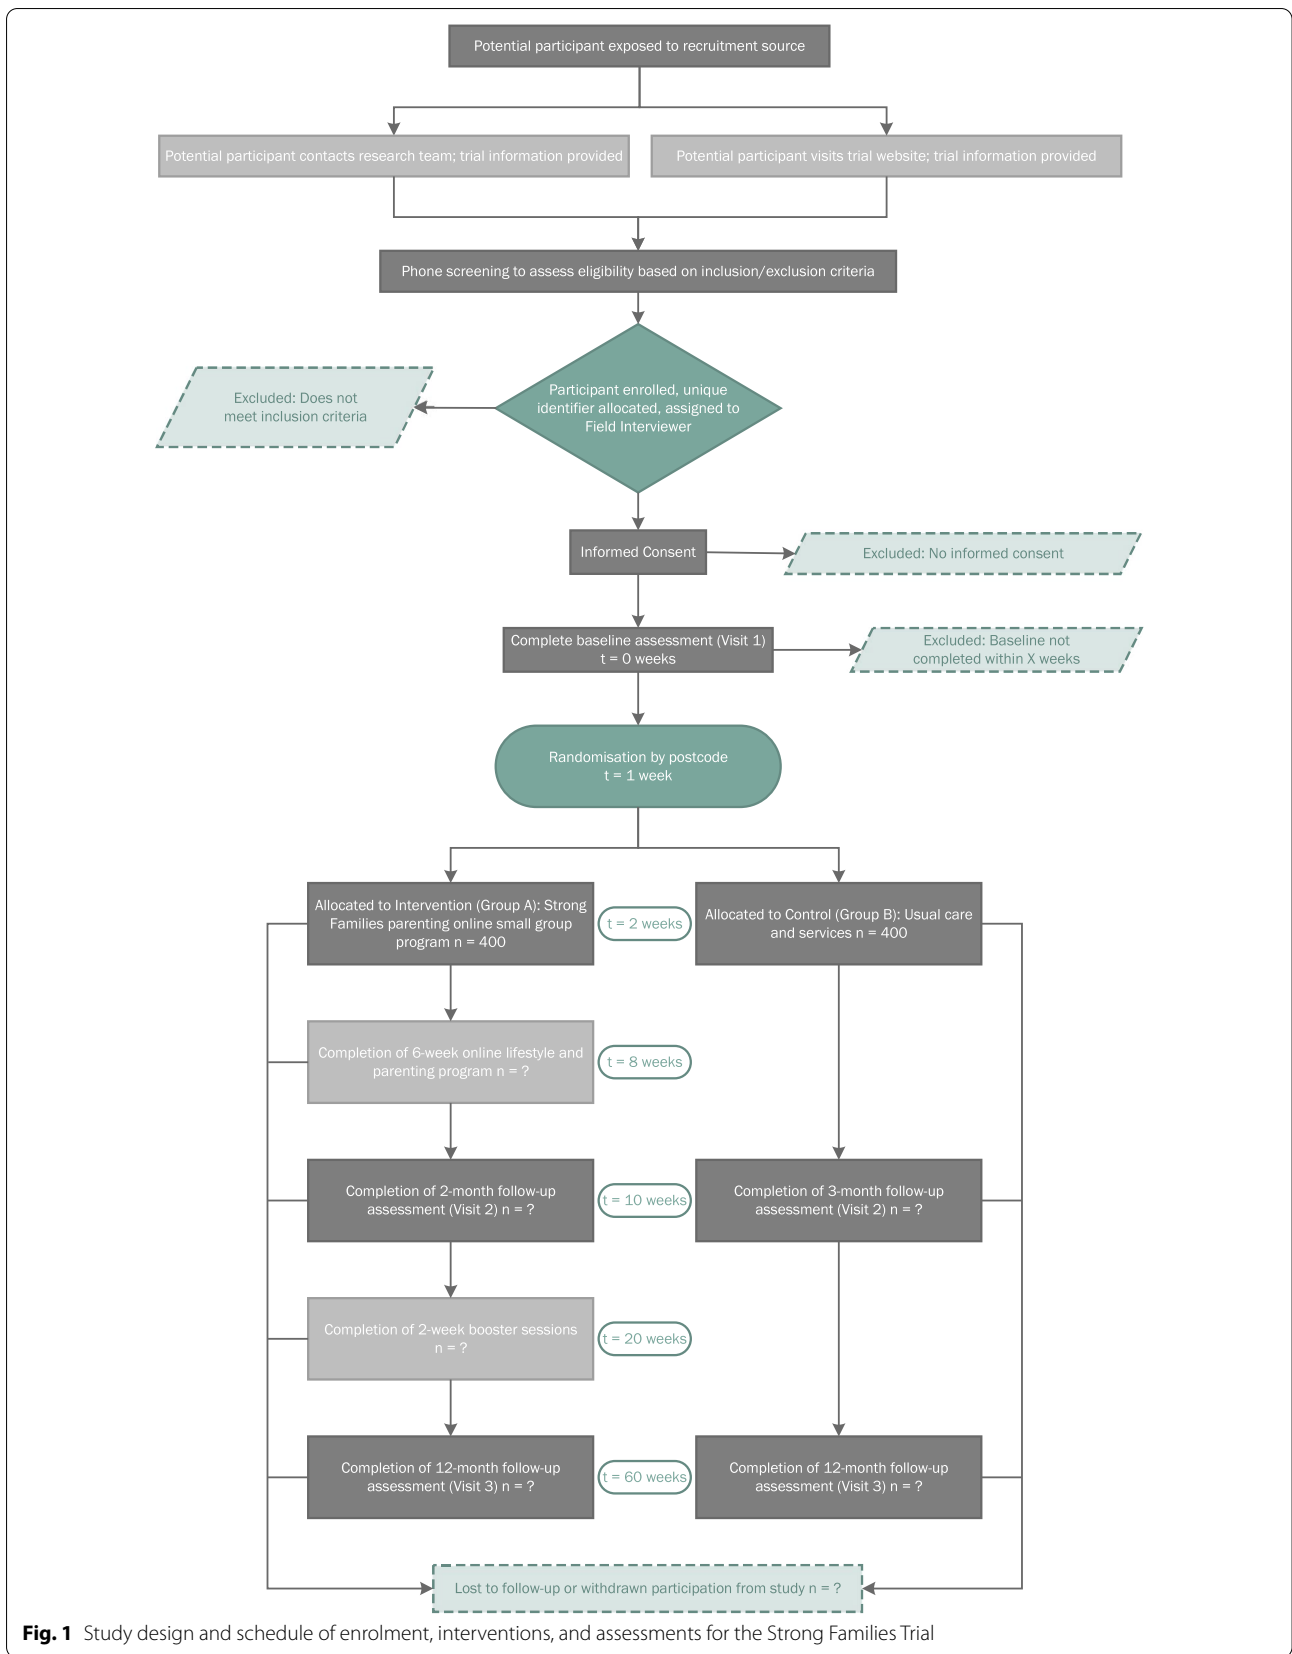 Potential participant exposed to recruitment source
Potential participant contacts research team; trial information provided
Potential participant visits trial website; trial information provided
Phone screening to assess eligibility based on inclusion/exclusion criteria
Participant enrolled, unique
identifier allocated, assigned to
Field Interviewer
Excluded: Does not
meet inclusion criteria
Informed Consent
Excluded: No informed consent
Complete baseline assessment (Visit 1)
t = 0 weeks
Excluded: Baseline not
completed within X weeks
Randomisation by postcode
t = 1 week
Allocated to Intervention (Group A): Strong
Families parenting online small group
program n = 400
t = 2 weeks
Allocated to Control (Group B): Usual care
and services n = 400
Completion of 6-week online lifestyle and
parenting program n = ?
t = 8 weeks
Completion of 2-month follow-up
assessment (Visit 2) n = ?
t = 10 weeks
Completion of 3-month follow-up
assessment (Visit 2) n = ?
Completion of 2-week booster sessions
n = ?
t = 20 weeks
Completion of 12-month follow-up
assessment (Visit 3) n = ?
t = 60 weeks
Completion of 12-month follow-up
assessment (Visit 3) n = ?
Lost to follow-up or withdrawn participation from study n = ?
Fig. 1 Study design and schedule of enrolment, interventions, and assessments for the Strong Families Trial